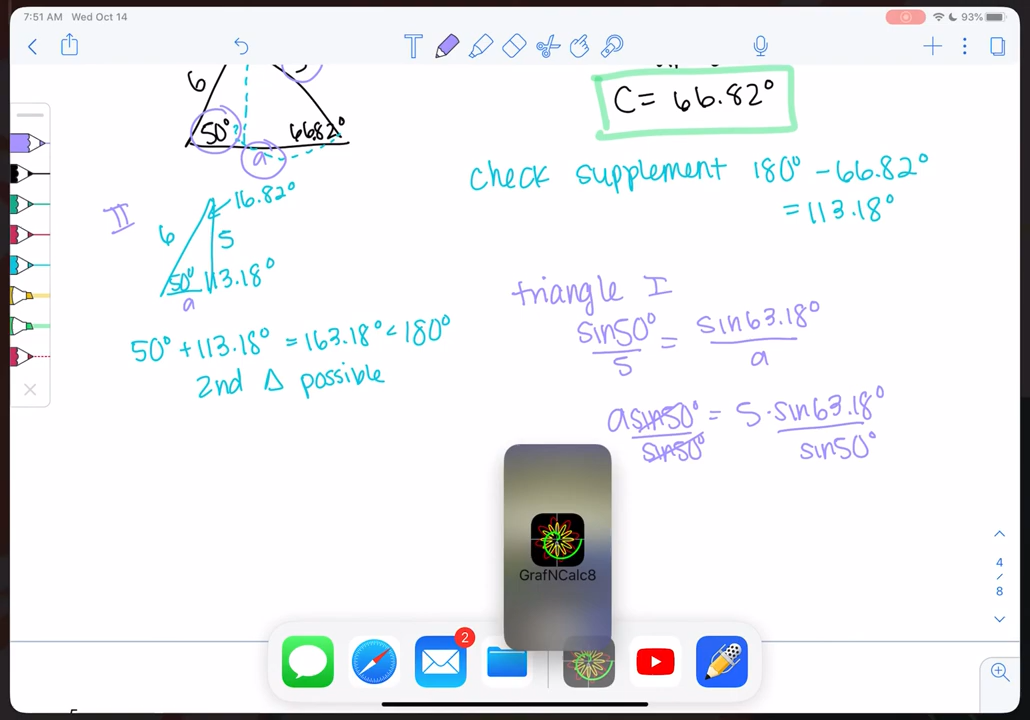 7:51 AM Wed Oct 14
93%
T
C = 66.82°
6
50°
66.82°
a
check supplement 180° - 66.82°
= 113.18°
II
16.82°
6
5
50°
113.18°
a
triangle I
sin50° = sin63.18°
5 a
50° + 113.18° = 163.18° < 180°
2nd Δ possible
asin50° = 5·sin63.18°
sin50° sin50°
GrafNCalc8
4
/
8
2